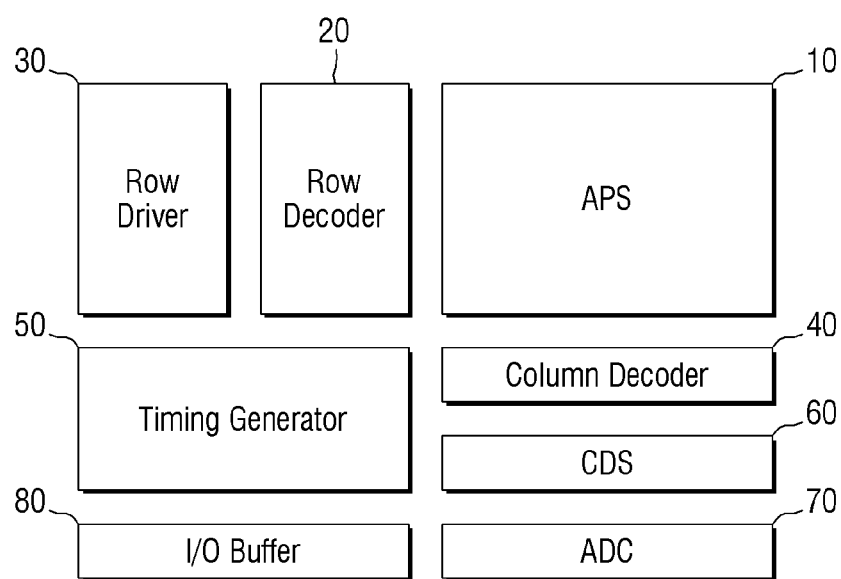 20
30
10
Row
Driver
Row
Decoder
APS
50
40
Column Decoder
Timing Generator
60
CDS
80
70
I/O Buffer
ADC